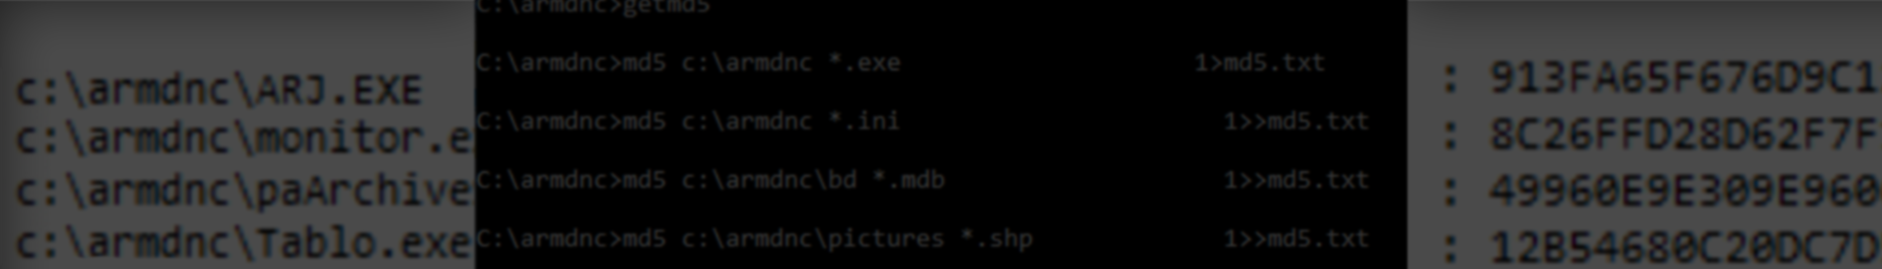 c:\armdnc\ARJ.EXE
c:\armdnc\monitor.e
c:\armdnc\paArchive
c:\armdnc\Tablo.exe
C:\armdnc>getmd5
C:\armdnc>md5 c:\armdnc *.exe 1>md5.txt
C:\armdnc>md5 c:\armdnc *.ini 1>>md5.txt
C:\armdnc>md5 c:\armdnc\bd *.mdb 1>>md5.txt
C:\armdnc>md5 c:\armdnc\pictures *.shp 1>>md5.txt
: 913FA65F676D9C1
: 8C26FFD28D62F7F
: 49960E9E309E960
: 12B54680C20DC7D